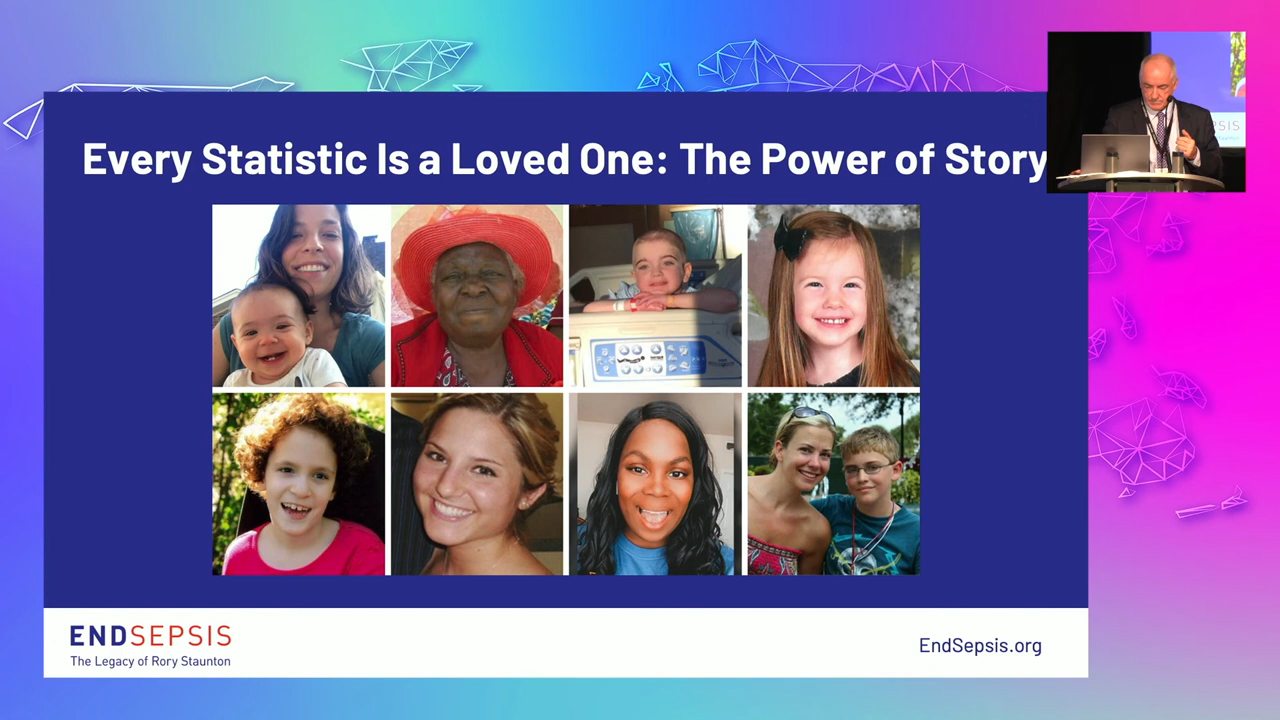 Every Statistic Is a Loved One: The Power of Story
ENDSEPSIS
The Legacy of Rory Staunton
EndSepsis.org